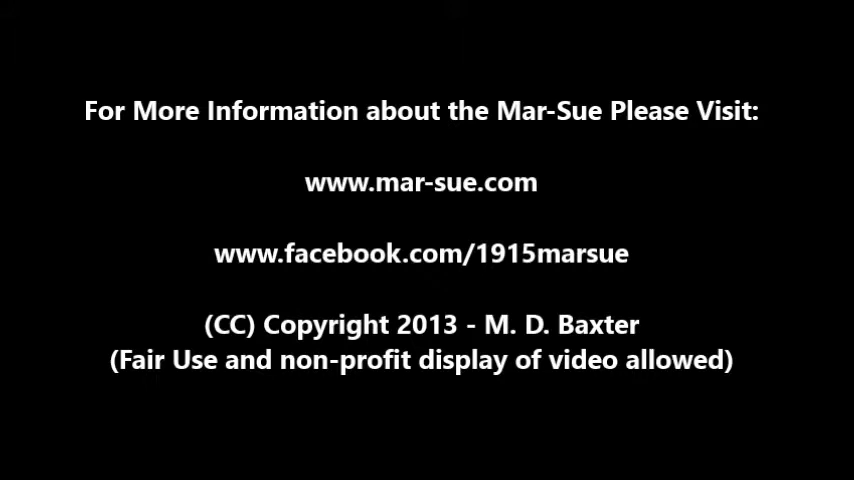 For More Information about the Mar-Sue Please Visit:
www.mar-sue.com
www.facebook.com/1915marsue
(CC) Copyright 2013 - M. D. Baxter
(Fair Use and non-profit display of video allowed)